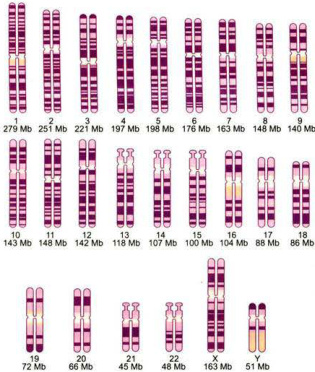 1 2 3 4 5 6 7 8 9
279 Mb 251 Mb 221 Mb 197 Mb 198 Mb 176 Mb 163 Mb 148 Mb 140 Mb
10 11 12 13 14 15 16 17 18
143 Mb 148 Mb 142 Mb 118 Mb 107 Mb 100 Mb 104 Mb 88 Mb 86 Mb
19 20 21 22 X Y
72 Mb 66 Mb 45 Mb 48 Mb 163 Mb 51 Mb